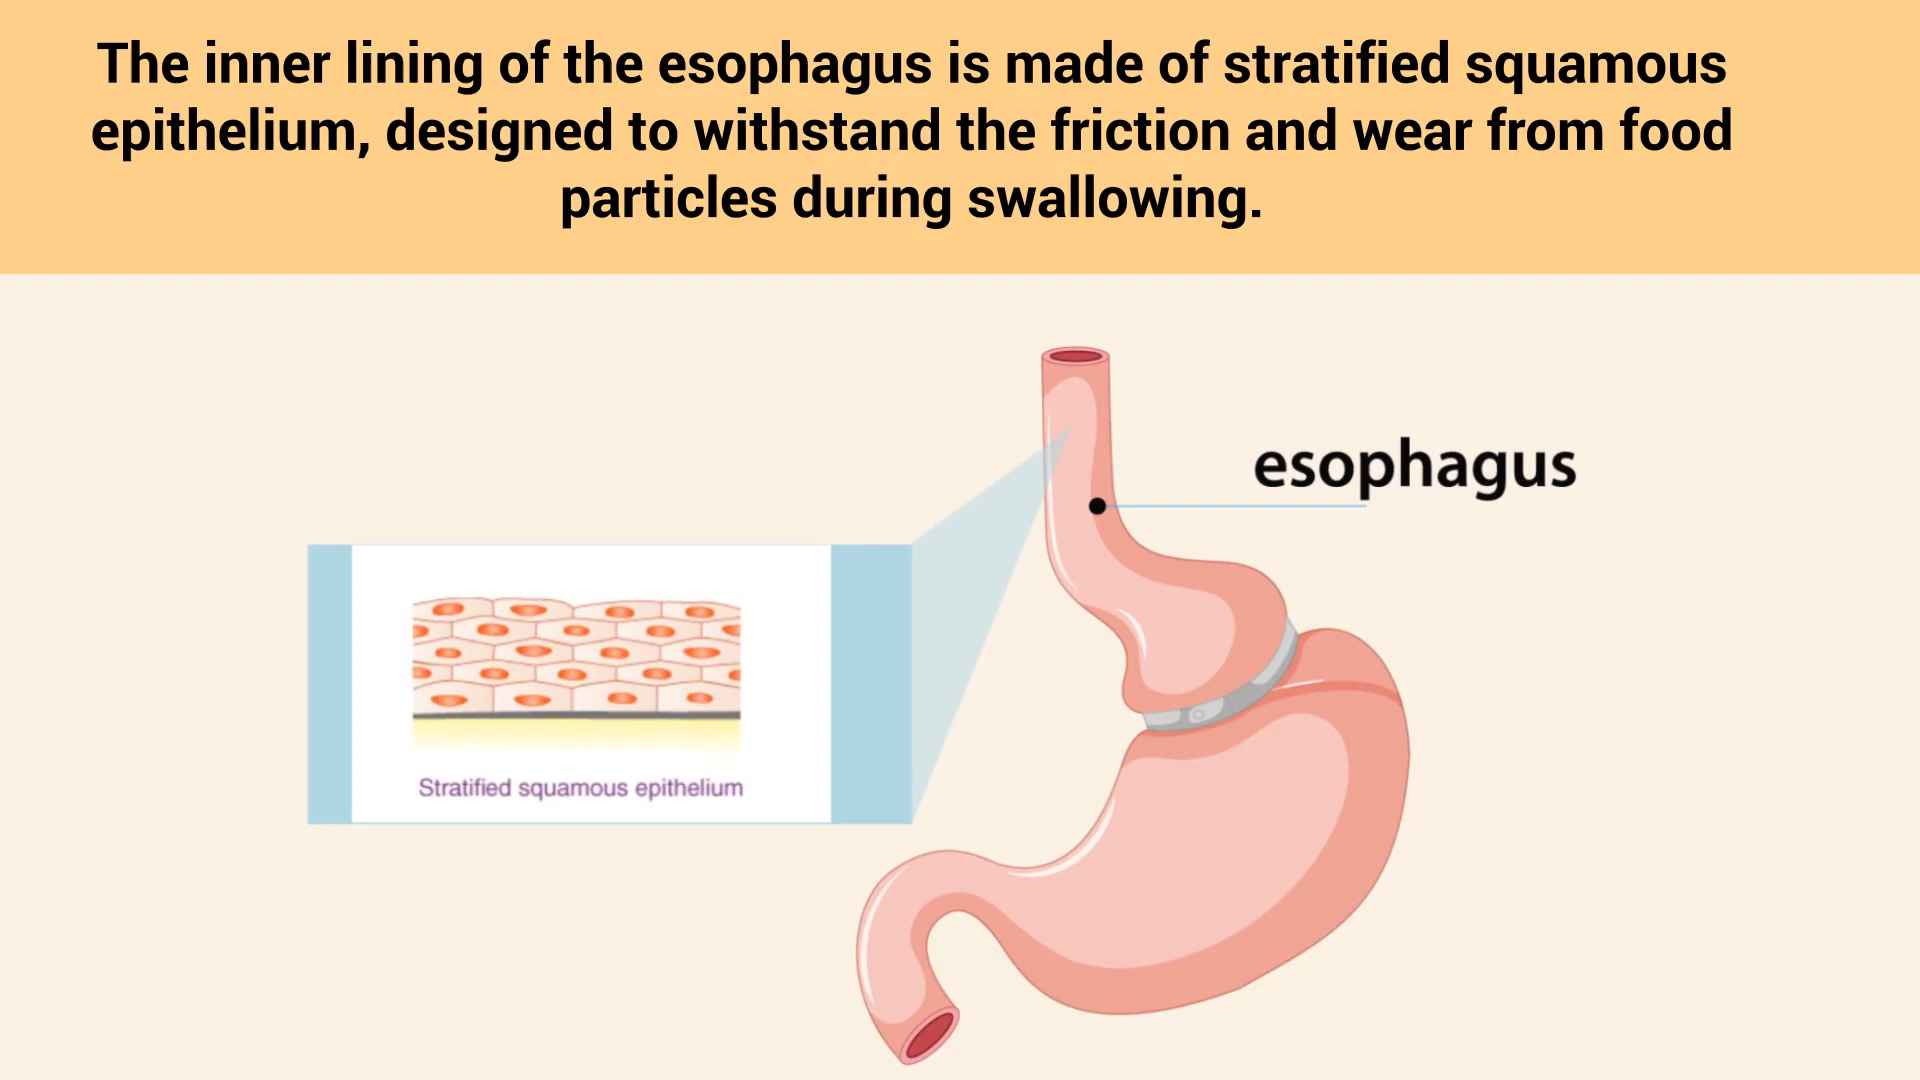 The inner lining of the esophagus is made of stratified squamous
epithelium, designed to withstand the friction and wear from food
particles during swallowing.
esophagus
Stratified squamous epithelium